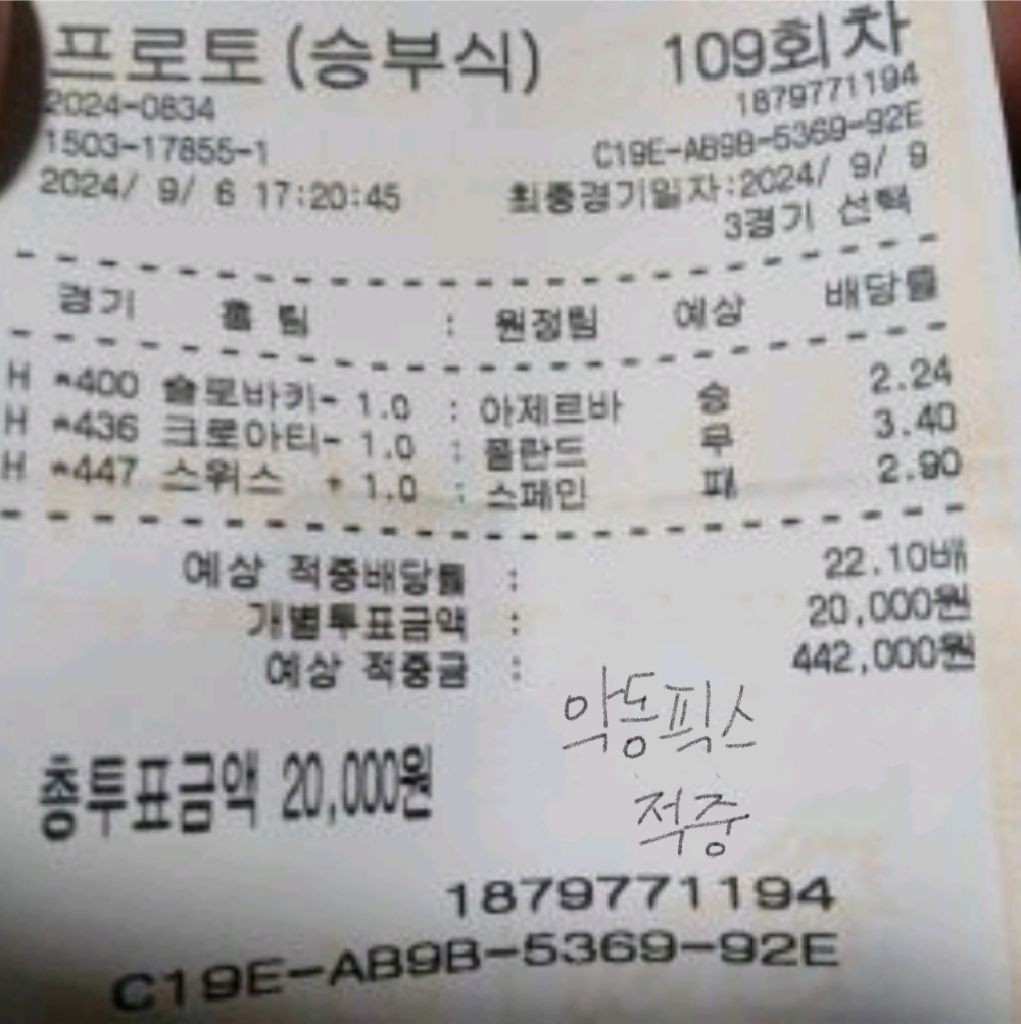 프로토(승부식) 109회차
2024-0834 1879771194
1503-17855-1 C19E-AB9B-5369-92E
2024/ 9/ 6 17:20:45 최종경기일자:2024/ 9/ 9
3경기 선택
경기 홈 팀 : 원정팀 예상 배당률
H *400 슬로바키- 1.0 : 아제르바 승 2.24
H *436 크로아티- 1.0 : 폴란드 무 3.40
H *447 스위스 + 1.0 : 스페인 패 2.90
예상 적중배당률 : 22.10배
개별투표금액 : 20,000원
예상 적중금 : 442,000원
악동픽스
적중
총투표금액 20,000원
1879771194
C19E-AB9B-5369-92E